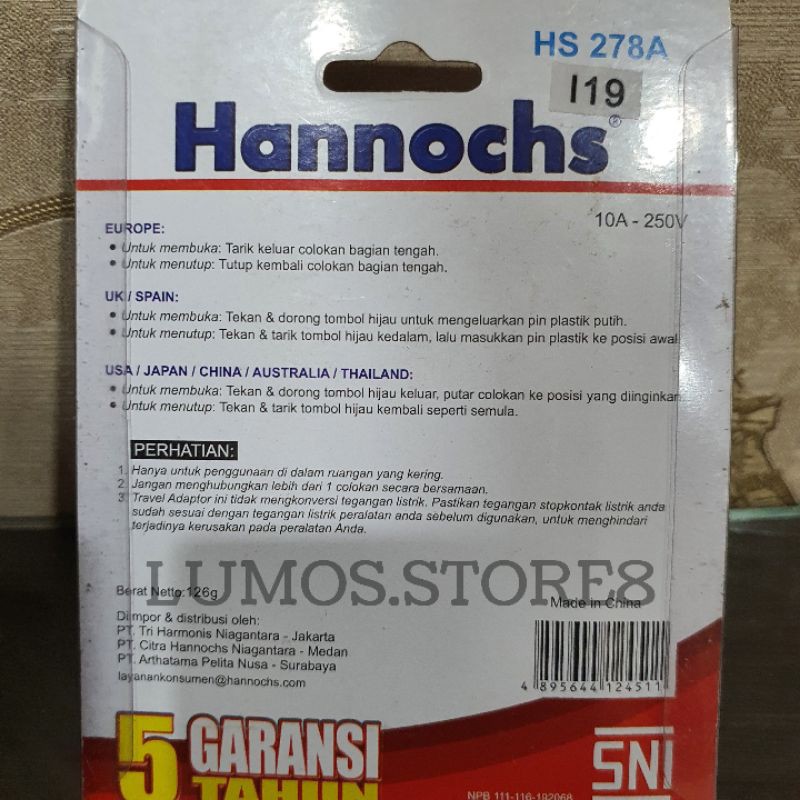 HS 278A
I19
Hannochs®
10A - 250V
EUROPE:
• Untuk membuka: Tarik keluar colokan bagian tengah.
• Untuk menutup: Tutup kembali colokan bagian tengah.
UK / SPAIN:
• Untuk membuka: Tekan & dorong tombol hijau untuk mengeluarkan pin plastik putih.
• Untuk menutup: Tekan & tarik tombol hijau kedalam, lalu masukkan pin plastik ke posisi awal
USA / JAPAN / CHINA / AUSTRALIA / THAILAND:
• Untuk membuka: Tekan & dorong tombol hijau keluar, putar colokan ke posisi yang diinginkan
• Untuk menutup: Tekan & tarik tombol hijau kembali seperti semula.
PERHATIAN:
1. Hanya untuk penggunaan di dalam ruangan yang kering.
2. Jangan menghubungkan lebih dari 1 colokan secara bersamaan.
3. Travel Adaptor ini tidak mengkonversi tegangan listrik. Pastikan tegangan stopkontak listrik anda
sudah sesuai dengan tegangan listrik peralatan anda sebelum digunakan, untuk menghindari
terjadinya kerusakan pada peralatan Anda.
LUMOS.STORE8
Berat Netto:126g
Made in China
Diimpor & distribusi oleh:
PT. Tri Harmonis Niagantara - Jakarta
PT. Citra Hannochs Niagantara - Medan
PT. Arthatama Pelita Nusa - Surabaya
layanankonsumen@hannochs.com
4 895644 124511
5 GARANSI
TAHUN
SNI
NPB 111-116-192068